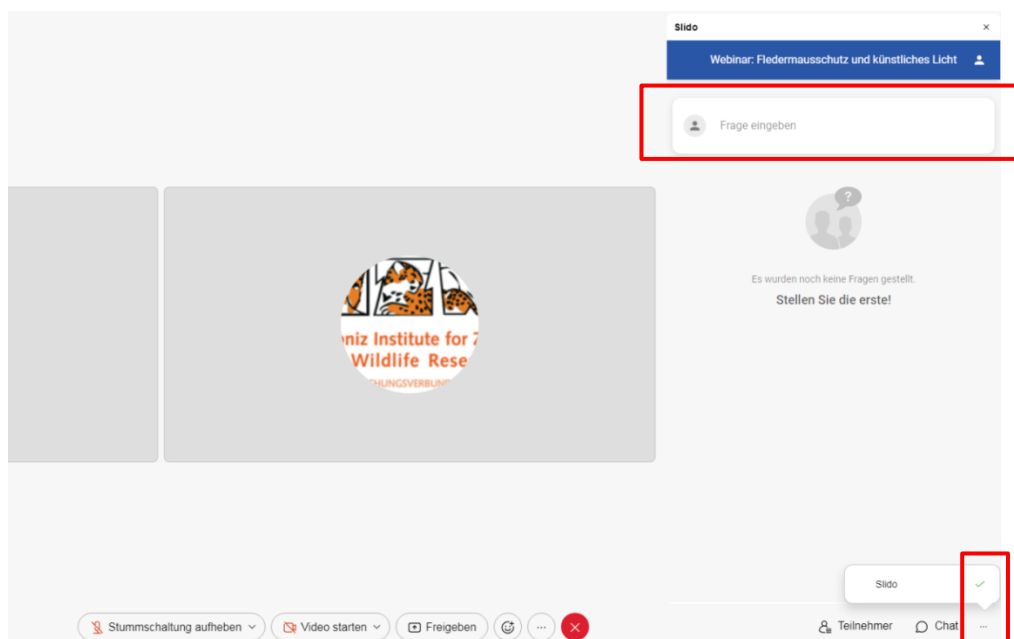 Slido
Webinar: Fledermausschutz und künstliches Licht
Frage eingeben
?
Es wurden noch keine Fragen gestellt.
Stellen Sie die erste!
niz Institute for
Wildlife Rese
HUNGSVERBUN
Slido
Stummschaltung aufheben
Video starten
Freigeben
Teilnehmer
Chat